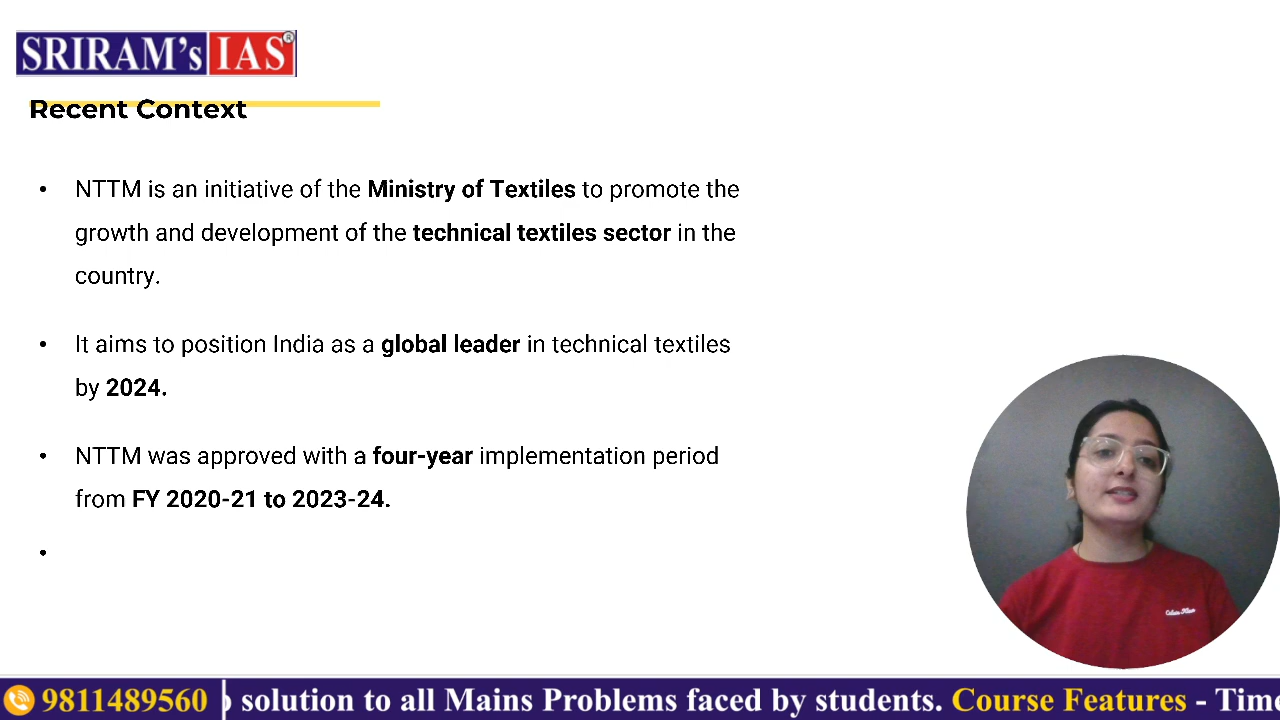 SRIRAM's IAS®
Recent Context
• NTTM is an initiative of the Ministry of Textiles to promote the
growth and development of the technical textiles sector in the
country.
• It aims to position India as a global leader in technical textiles
by 2024.
• NTTM was approved with a four-year implementation period
from FY 2020-21 to 2023-24.
•
9811489560 solution to all Mains Problems faced by students. Course Features - Time